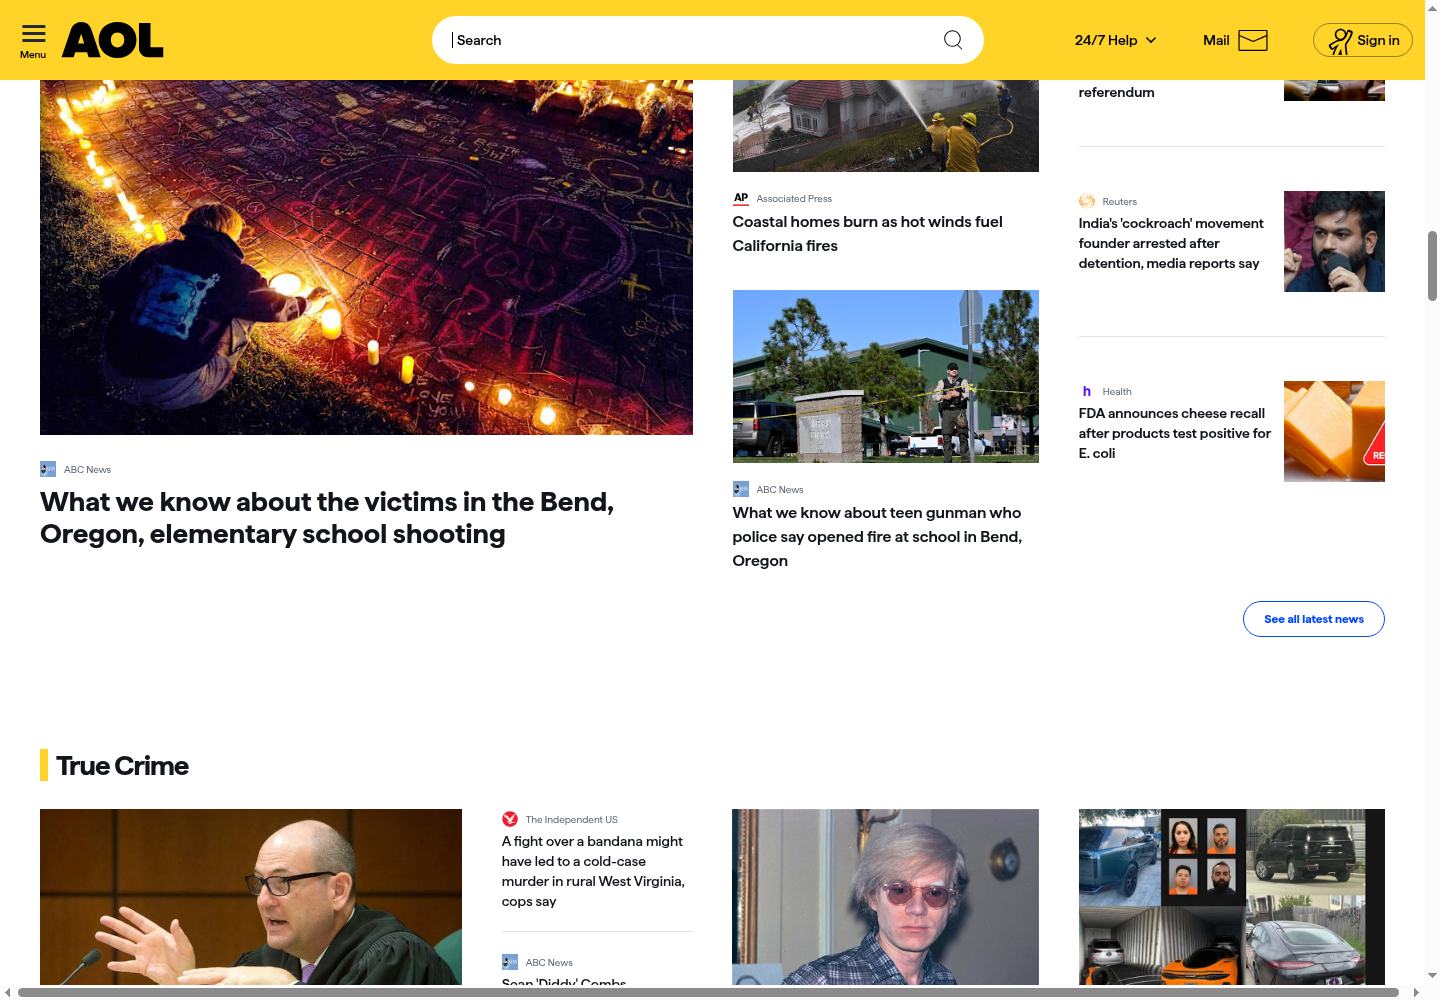 Menu
AOL
Search
24/7 Help
Mail
Sign in
referendum
AP Associated Press
Coastal homes burn as hot winds fuel
California fires
Reuters
India's 'cockroach' movement
founder arrested after
detention, media reports say
h Health
FDA announces cheese recall
after products test positive for
E. coli
ABC News
What we know about the victims in the Bend,
Oregon, elementary school shooting
ABC News
What we know about teen gunman who
police say opened fire at school in Bend,
Oregon
See all latest news
True Crime
The Independent US
A fight over a bandana might
have led to a cold-case
murder in rural West Virginia,
cops say
ABC News
Sean 'Diddy' Combs